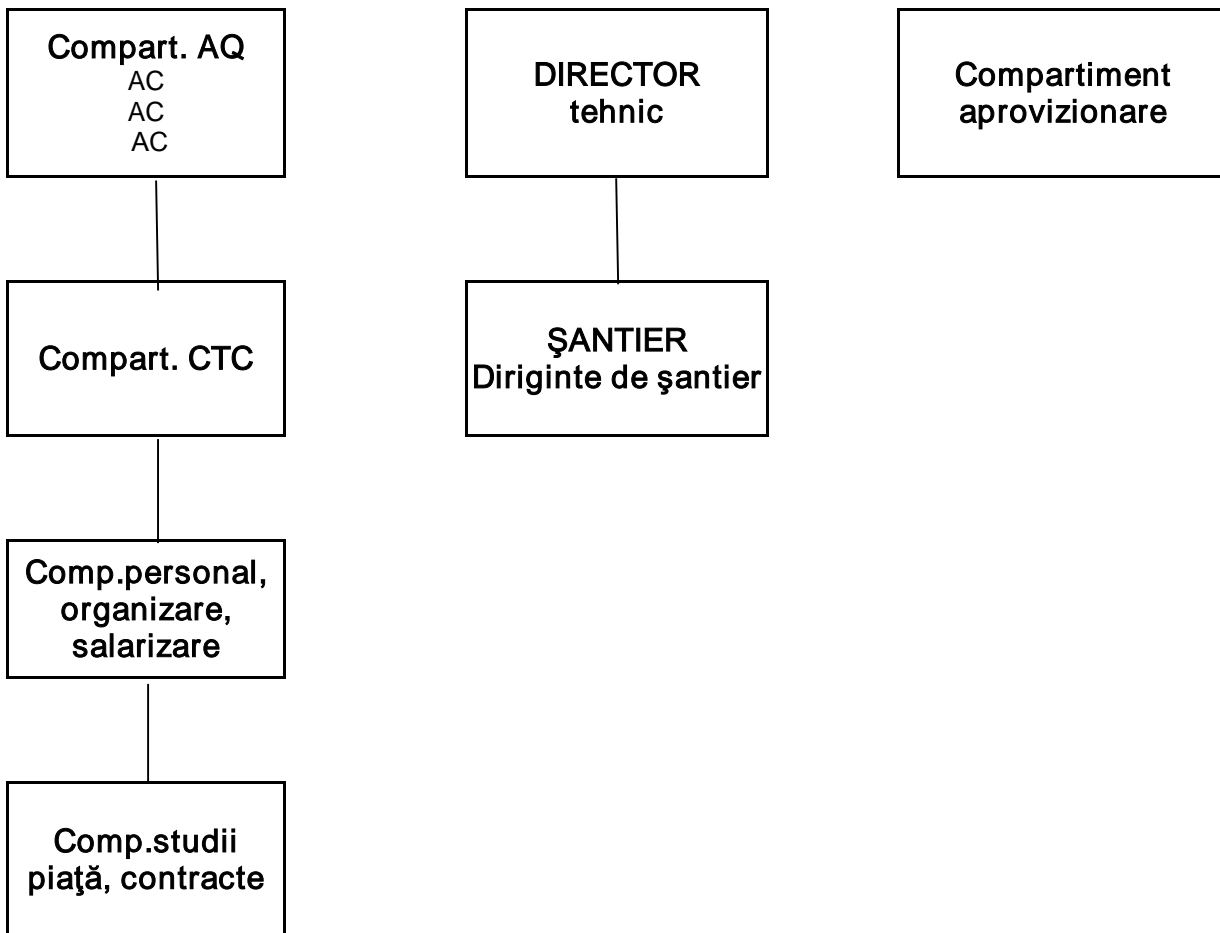 Compart. AQ
AC
AC
AC
DIRECTOR
tehnic
Compartiment
aprovizionare
Compart. CTC
ŞANTIER
Diriginte de şantier
Comp.personal,
organizare,
salarizare
Comp.studii
piaţă, contracte